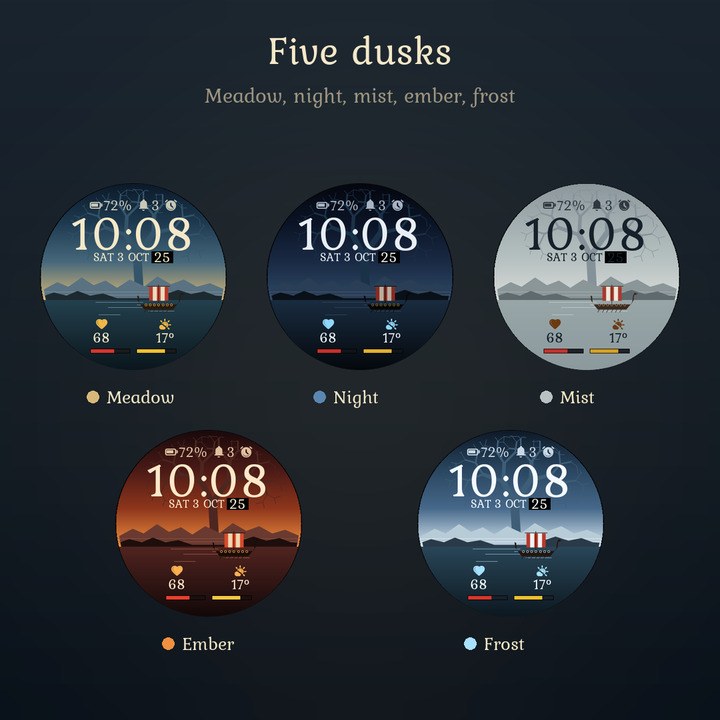 Five dusks
Meadow, night, mist, ember, frost
72% 3
10:08
SAT 3 OCT 25
68 17°
Meadow
72% 3
10:08
SAT 3 OCT 25
68 17°
Night
72% 3
10:08
SAT 3 OCT 25
68 17°
Mist
72% 3
10:08
SAT 3 OCT 25
68 17°
Ember
72% 3
10:08
SAT 3 OCT 25
68 17°
Frost